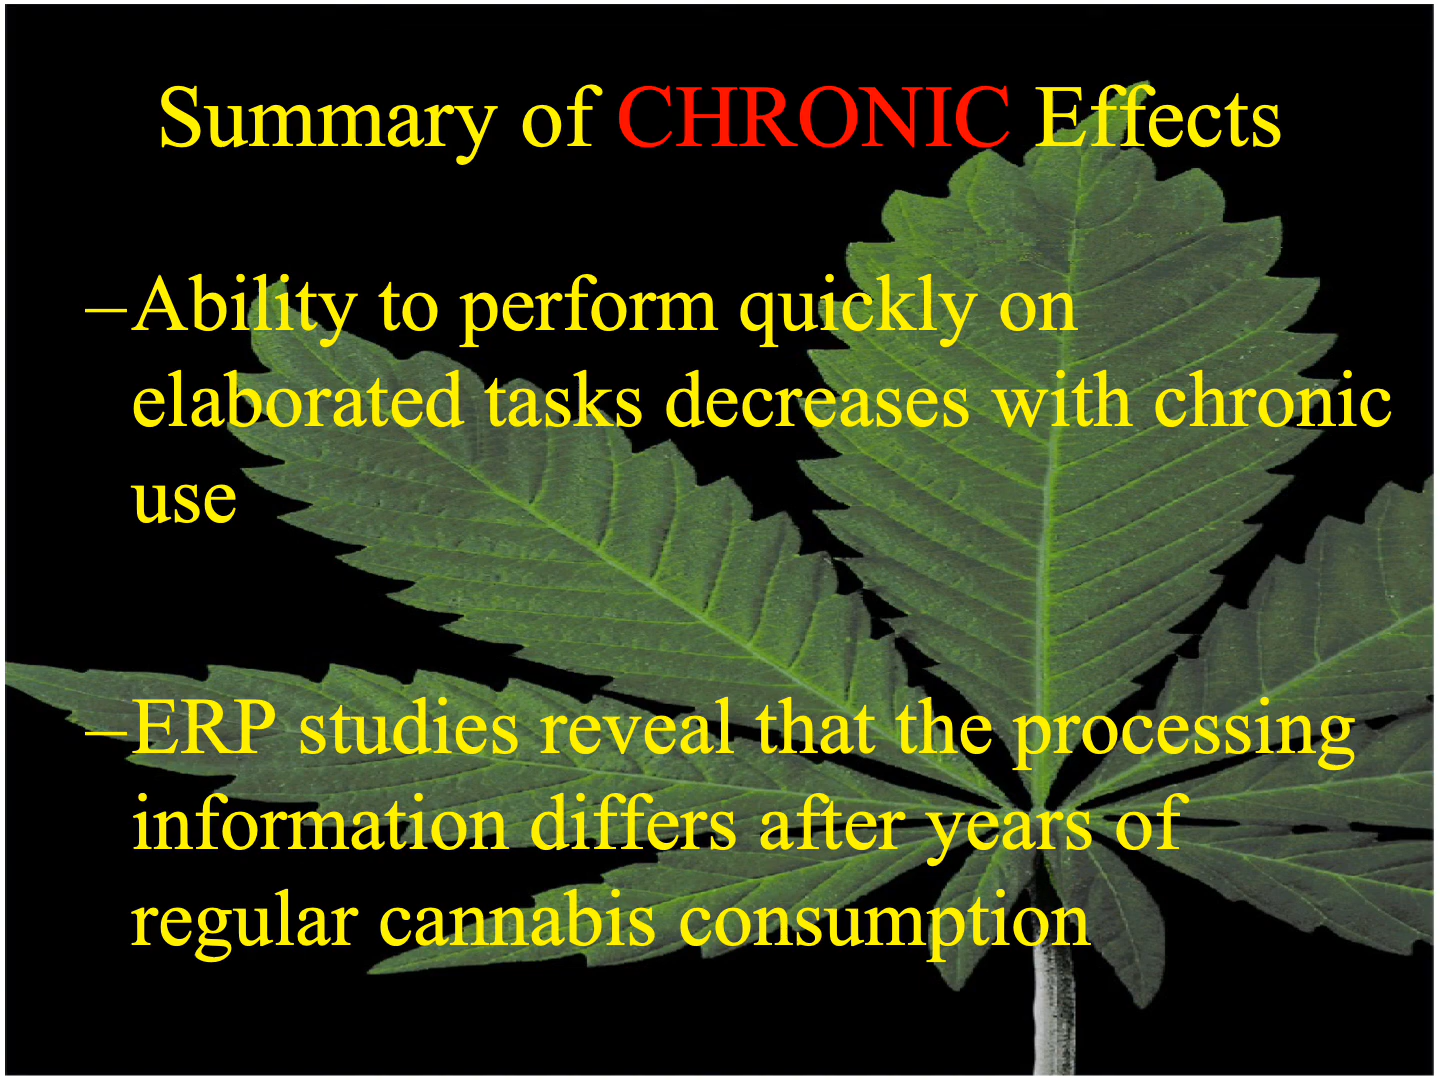 Summary of CHRONIC Effects
–Ability to perform quickly on
elaborated tasks decreases with chronic
use
–ERP studies reveal that the processing
information differs after years of
regular cannabis consumption